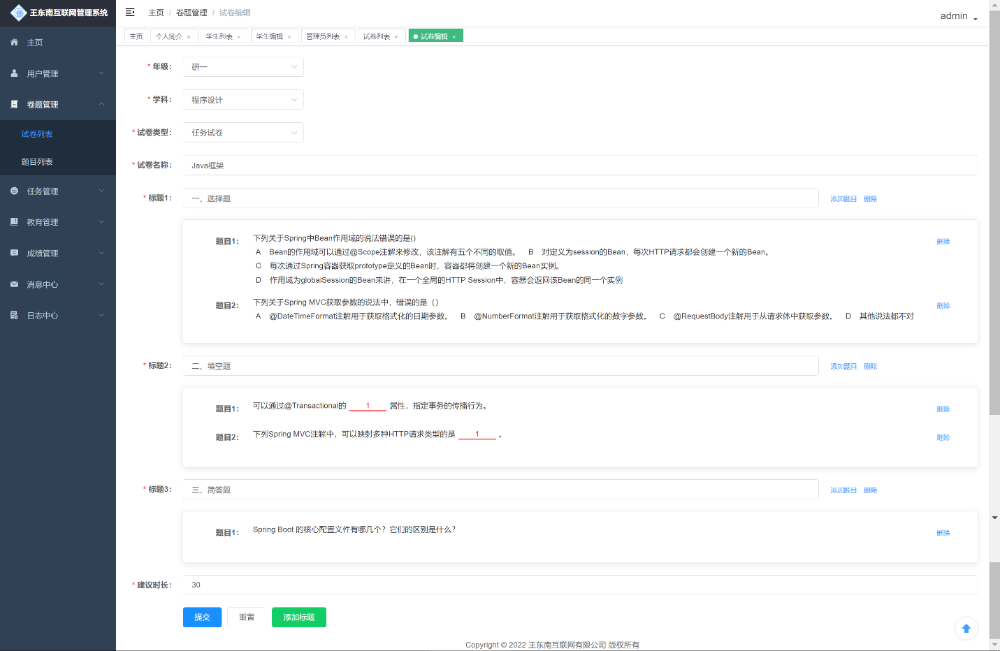 王东南互联网管理系统
主页 / 卷题管理 / 试卷编辑
admin
主页 个人简介 × 学生列表 × 学生编辑 × 管理员列表 × 试卷列表 × 试卷编辑 ×
主页
用户管理
卷题管理
试卷列表
题目列表
任务管理
教育管理
成绩管理
消息中心
日志中心
* 年级： 研一
* 学科： 程序设计
* 试卷类型： 任务试卷
* 试卷名称： Java框架
* 标题1： 一、选择题 添加题目 删除
题目1： 下列关于Spring中Bean作用域的说法错误的是() 删除
A Bean的作用域可以通过@Scope注解来修改，该注解有五个不同的取值。 B 对定义为session的Bean，每次HTTP请求都会创建一个新的Bean。
C 每次通过Spring容器获取prototype定义的Bean时，容器都将创建一个新的Bean实例。
D 作用域为globalSession的Bean来讲，在一个全局的HTTP Session中，容器会返回该Bean的同一个实例
题目2： 下列关于Spring MVC获取参数的说法中，错误的是（） 删除
A @DateTimeFormat注解用于获取格式化的日期参数。 B @NumberFormat注解用于获取格式化的数字参数。 C @RequestBody注解用于从请求体中获取参数。 D 其他说法都不对
* 标题2： 二、填空题 添加题目 删除
题目1： 可以通过@Transactional的 1 属性，指定事务的传播行为。 删除
题目2： 下列Spring MVC注解中，可以映射多种HTTP请求类型的是 1 。 删除
* 标题3： 三、简答题 添加题目 删除
题目1： Spring Boot 的核心配置文件有哪几个？它们的区别是什么？ 删除
* 建议时长： 30
提交 重置 添加标题
Copyright © 2022 王东南互联网有限公司 版权所有